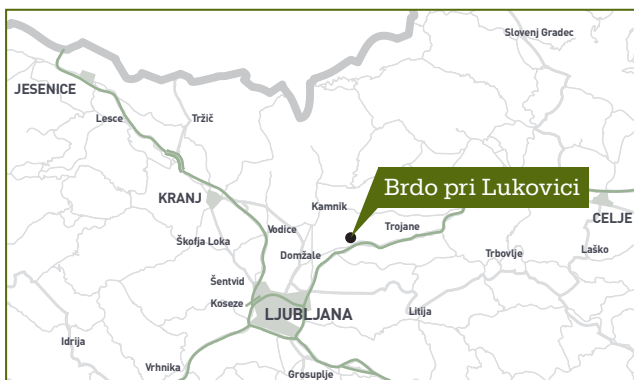 Slovenj Gradec
JESENICE
Lesce
Tržič
Brdo pri Lukovici
KRANJ
Kamnik
CELJE
Vodice
Trojane
Škofja Loka
Domžale
Trbovlje
Laško
Šentvid
Koseze
LJUBLJANA
Litija
Idrija
Vrhnika
Grosuplje